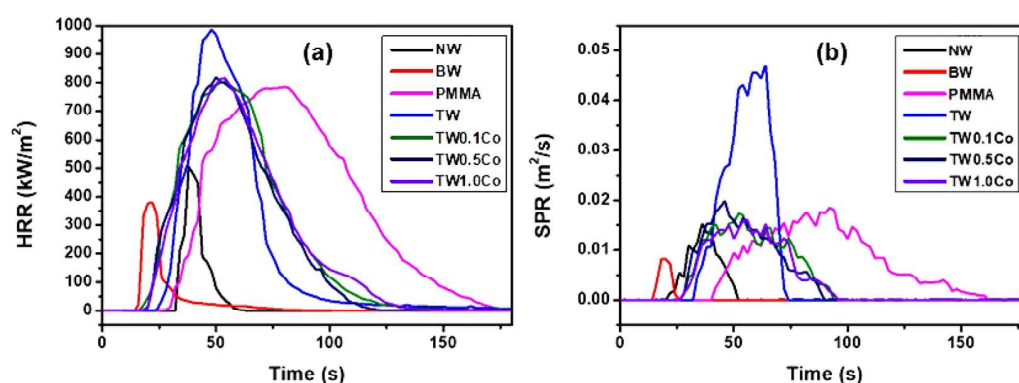 (a)
HRR (kW/m²)
1000
900
800
700
600
500
400
300
200
100
0
NW
BW
PMMA
TW
TW0.1Co
TW0.5Co
TW1.0Co
0
50
100
150
Time (s)
(b)
SPR (m²/s)
0.05
0.04
0.03
0.02
0.01
0.00
NW
BW
PMMA
TW
TW0.1Co
TW0.5Co
TW1.0Co
0
50
100
150
Time (s)